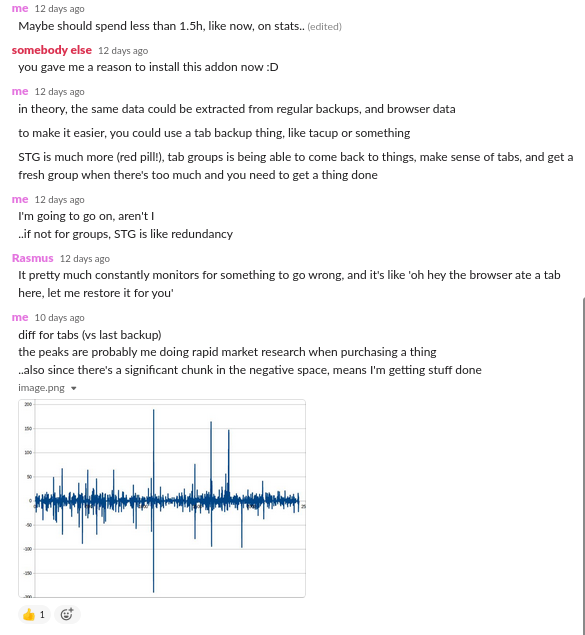 me 12 days ago
Maybe should spend less than 1.5h, like now, on stats.. (edited)
somebody else 12 days ago
you gave me a reason to install this addon now :D
me 12 days ago
in theory, the same data could be extracted from regular backups, and browser data
to make it easier, you could use a tab backup thing, like tacup or something
STG is much more (red pill!), tab groups is being able to come back to things, make sense of tabs, and get a
fresh group when there's too much and you need to get a thing done
me 12 days ago
I'm going to go on, aren't I
..if not for groups, STG is like redundancy
Rasmus 12 days ago
It pretty much constantly monitors for something to go wrong, and it's like 'oh hey the browser ate a tab
here, let me restore it for you'
me 10 days ago
diff for tabs (vs last backup)
the peaks are probably me doing rapid market research when purchasing a thing
..also since there's a significant chunk in the negative space, means I'm getting stuff done
image.png
200
150
100
50
0
-50
-100
-150
-200
1